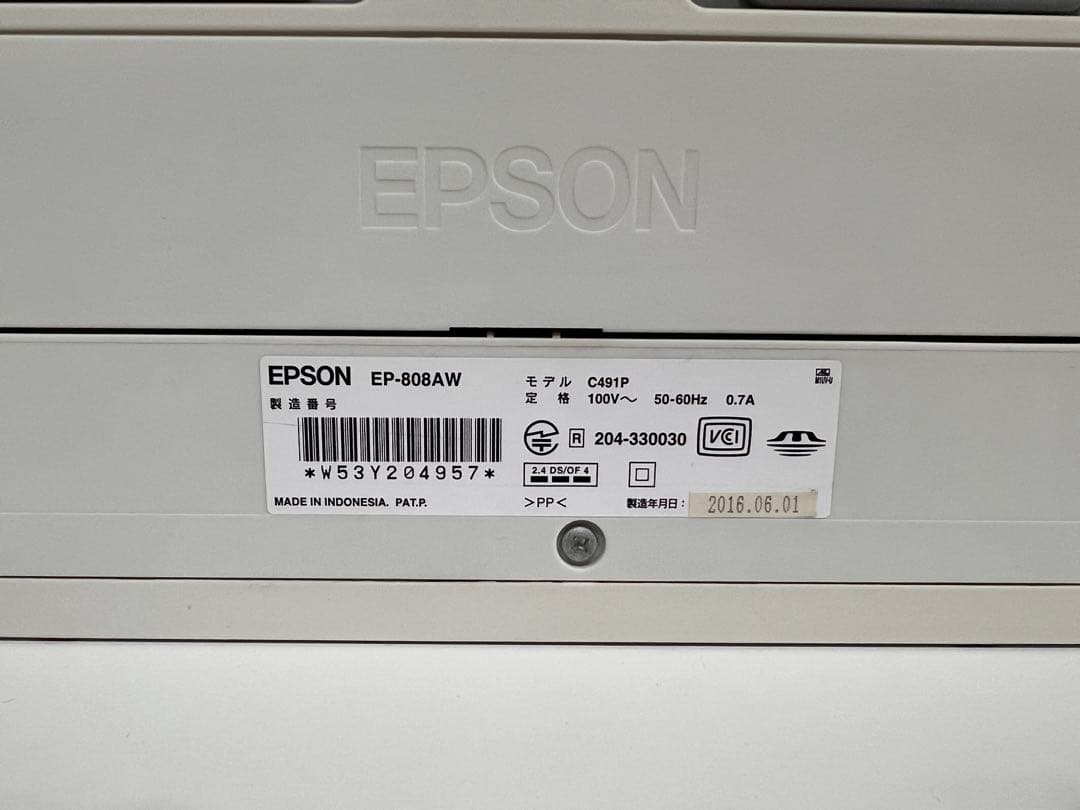 EPSON
EPSON EP-808AW
製造番号
*W53Y204957*
MADE IN INDONESIA. PAT.P.
モデル C491P
定格 100V～ 50-60Hz 0.7A
R 204-330030 VCI
2.4 DS/OF 4
>PP<
製造年月日： 2016.06.01